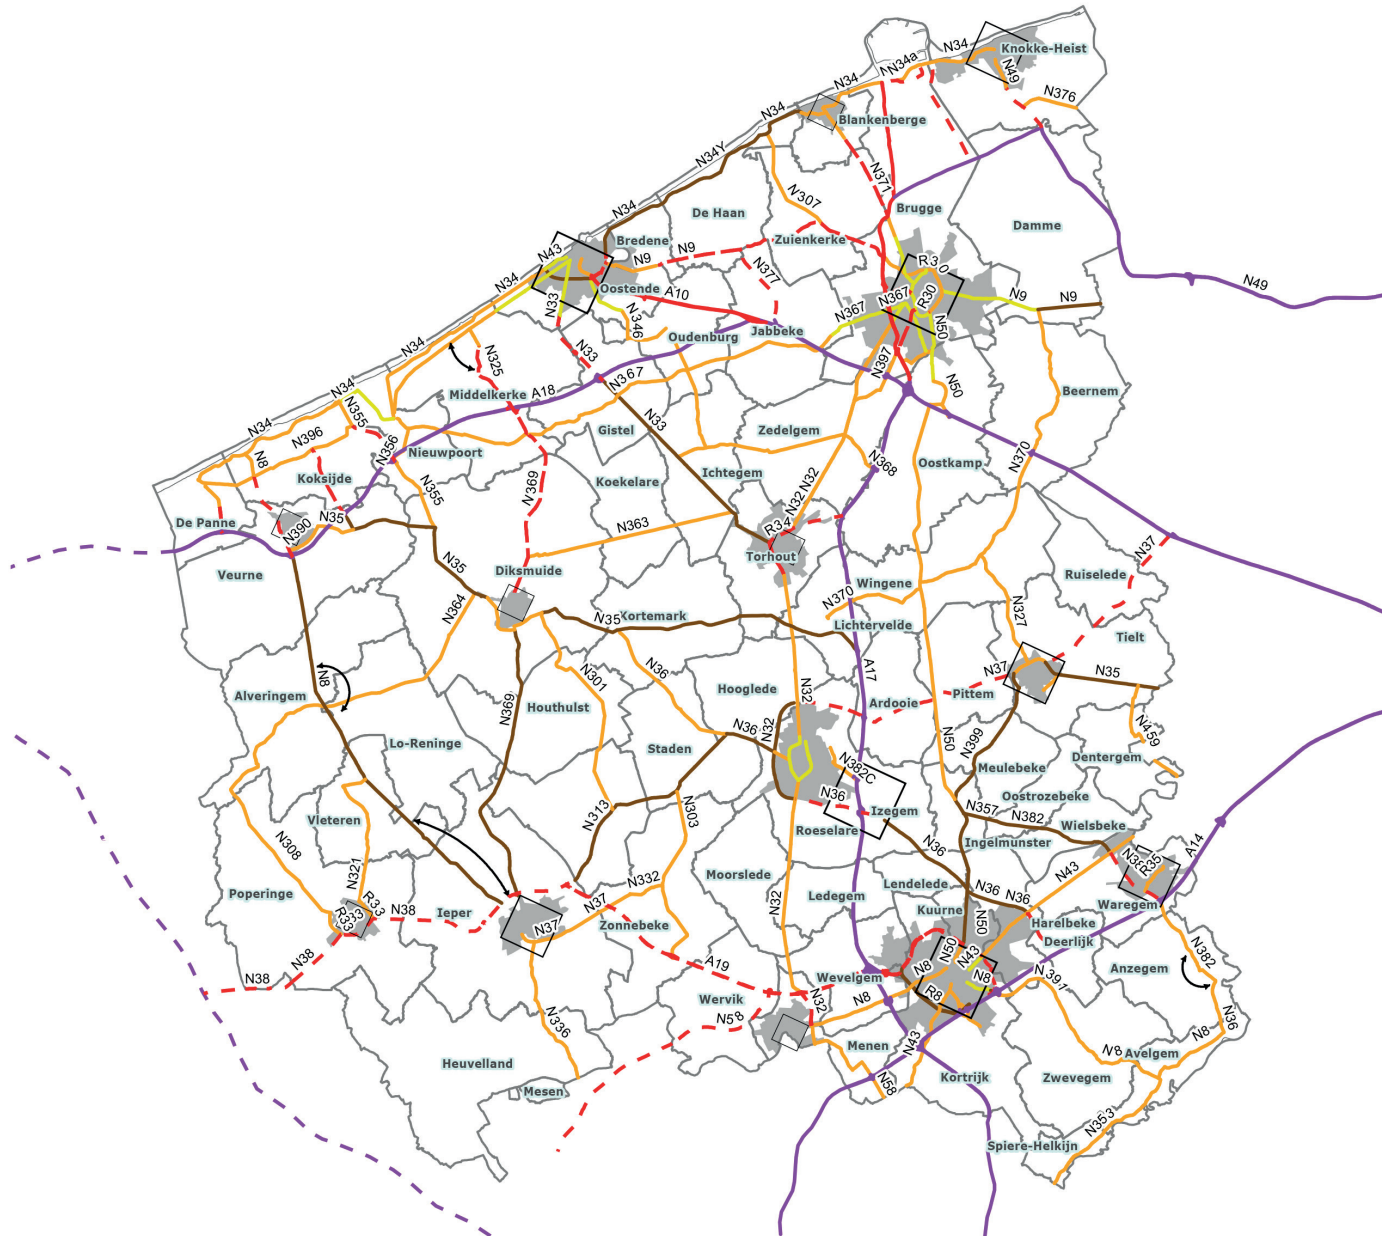 N34
Knokke-Heist
N34a
N49
N34
N376
N34
Blankenberge
N34Y
N371
N307
Brugge
De Haan
Damme
N34
Zuienkerke
Bredene
N43
N9
N9
R30
N377
N49
N34
Oostende
A10
N367
R30
N9
N9
N33
N346
N367
N50
Jabbeke
Oudenburg
N34
N33
N325
N397
N367
N34
Middelkerke
A18
N50
Beernem
N355
N34
N396
Gistel
N33
Zedelgem
N356
Nieuwpoort
N370
N8
Oostkamp
Ichtegem
N368
Koksijde
N369
Koekelare
N355
N32
N32
De Panne
N35
N390
N363
R34
Torhout
N37
Veurne
N35
Diksmuide
Wingene
Ruiselede
N364
N370
N327
N35
Kortemark
Lichtervelde
Tielt
N8
N36
A17
N37
N301
Hooglede
N35
Alveringem
N32
Pittem
Ardooie
N369
Houthulst
N459
N32
N36
Lo-Reninge
Staden
N50
N399
Dentergem
N382C
Meulebeke
N36
Oostrozebeke
N313
N303
Izegem
N357
N382
Vleteren
Wielsbeke
Roeselare
N308
Ingelmunster
N36
A14
N38
R35
N321
Moorslede
N43
N332
Lendelede
Poperinge
Ledegem
N36
N36
R33
N37
Waregem
R33
R33
N38
Ieper
Kuurne
N32
Zonnebeke
N50
Harelbeke
N37
Deerlijk
N50
N43
N382
N38
A19
Wevelgem
N8
N8
N391
Anzegem
N38
Wervik
N32
N8
R8
N58
N36
N336
N43
Menen
N8
N8
Avelgem
Heuvelland
N58
Kortrijk
Zwevegem
Mesen
N353
Spiere-Helkijn